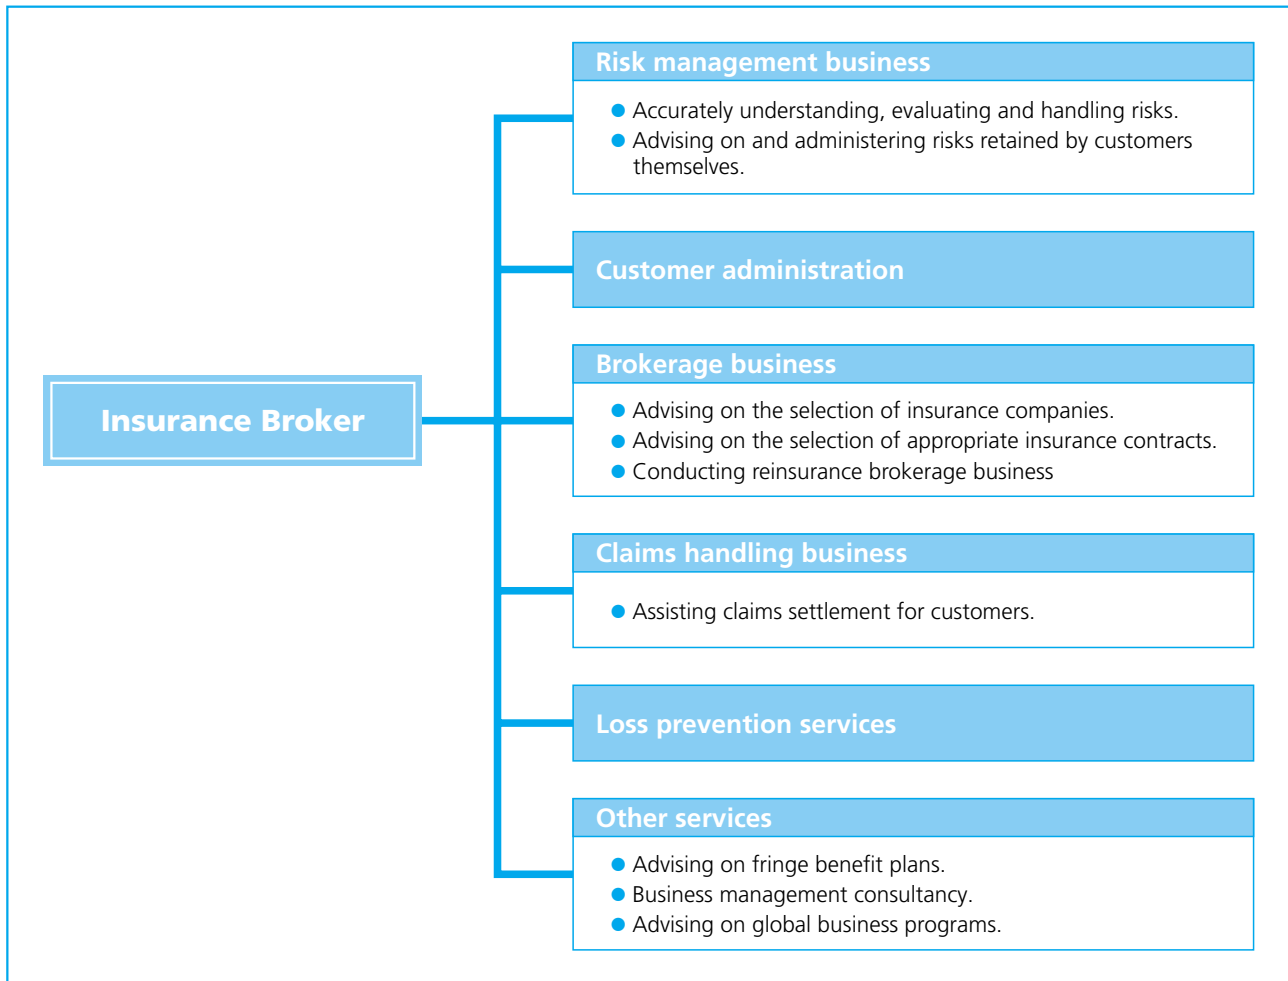 Risk management business
● Accurately understanding, evaluating and handling risks.
● Advising on and administering risks retained by customers
themselves.
Customer administration
Insurance Broker
Brokerage business
● Advising on the selection of insurance companies.
● Advising on the selection of appropriate insurance contracts.
● Conducting reinsurance brokerage business
Claims handling business
● Assisting claims settlement for customers.
Loss prevention services
Other services
● Advising on fringe benefit plans.
● Business management consultancy.
● Advising on global business programs.